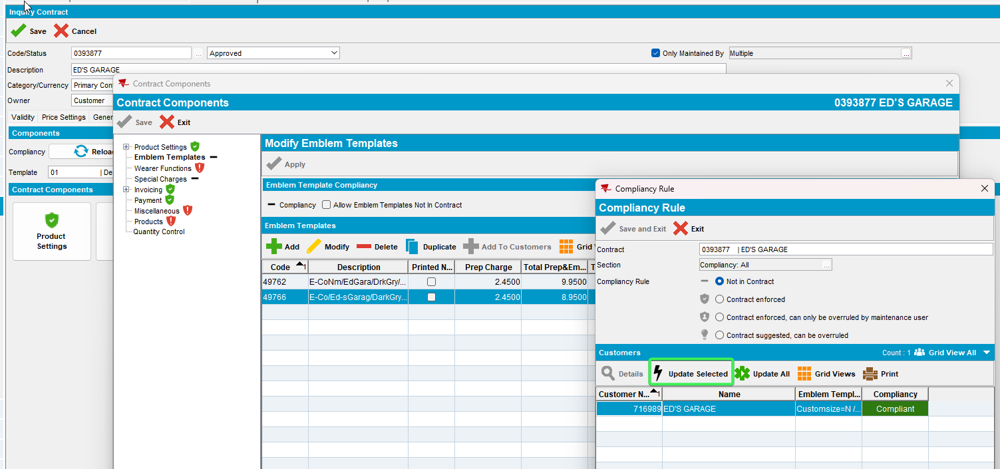 Inquiry Contract
Save Cancel
Code/Status 0393877 ... Approved Only Maintained By Multiple ...
Description ED'S GARAGE
Category/Currency Primary Con
Owner Customer
Validity Price Settings Gener
Components
Compliancy Reloa
Template 01 | De
Contract Components
Product
Settings
Contract Components
Contract Components 0393877 ED'S GARAGE
Save Exit
Product Settings
Emblem Templates
Wearer Functions
Special Charges
Invoicing
Payment
Miscellaneous
Products
Quantity Control
Modify Emblem Templates
Apply
Emblem Template Compliancy
Compliancy Allow Emblem Templates Not In Contract
Emblem Templates
Add Modify Delete Duplicate Add To Customers Grid
Code 1 Description Printed N... Prep Charge Total Prep&Em... T
49762 E-CoNm/EdGara/DrkGry/... 2.4500 9.9500
49766 E-Co/Ed-sGarag/DarkGry... 2.4500 8.9500
Compliancy Rule
Compliancy Rule
Save and Exit Exit
Contract 0393877 | ED'S GARAGE
Section Compliancy: All ...
Compliancy Rule Not in Contract
Contract enforced
Contract enforced, can only be overruled by maintenance user
Contract suggested, can be overruled
Customers Count : 1 Grid View All
Details Update Selected Update All Grid Views Print
Customer N... 1 Name Emblem Templ... Compliancy
716989 ED'S GARAGE Customsize=N /... Compliant